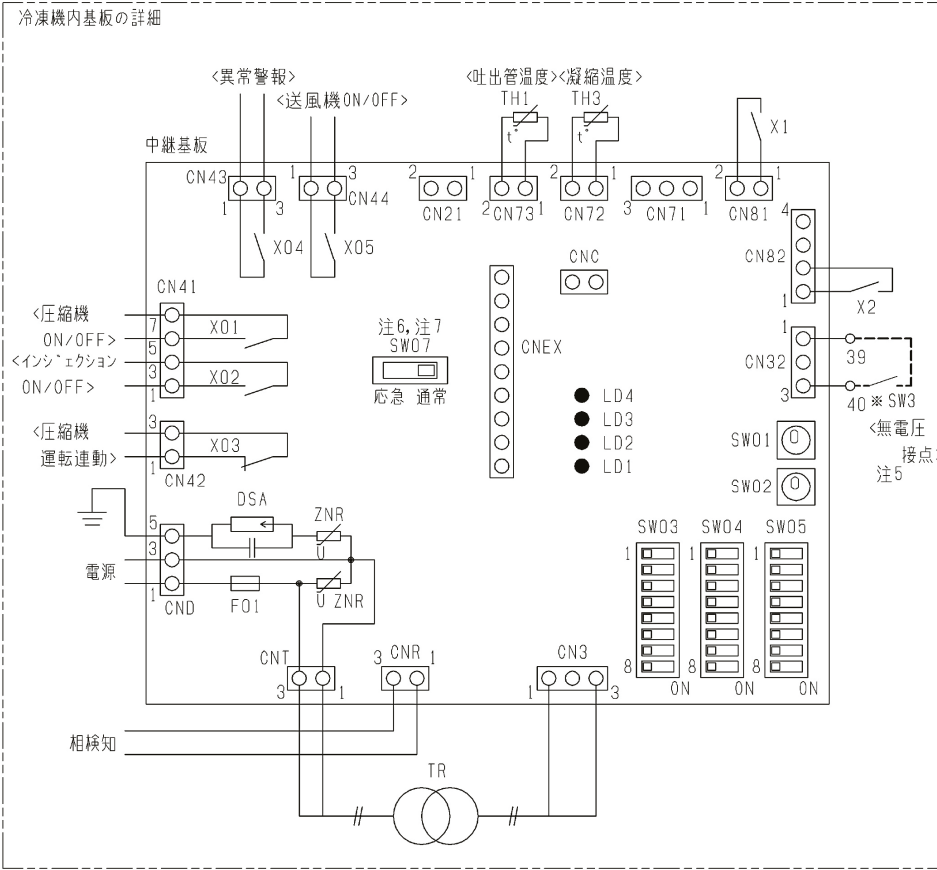 冷凍機内基板の詳細
<異常警報>
<送風機ON/OFF>
<吐出管温度><凝縮温度>
TH1
TH3
t°
t°
X1
中継基板
CN43
1
3
1
3
CN44
2
1
CN21
2
1
CN73
2
1
CN72
3
1
CN71
2
1
CN81
X04
X05
4
CN82
1
X2
CNC
CN41
<圧縮機
ON/OFF>
<インジェクション
ON/OFF>
7
5
3
1
X01
X02
注6,注7
SW07
応急 通常
CNEX
1
CN32
3
39
40 ※SW3
<無電圧
接点
注5
LD4
LD3
LD2
LD1
SW01
0
SW02
0
<圧縮機
運転連動>
3
1
X03
CN42
DSA
ZNR
U
5
3
1
電源
CND
F01
U ZNR
SW03 SW04 SW05
1
1
1
8
8
8
ON
ON
ON
CNT
3
1
3
CNR
1
CN3
1
3
相検知
TR